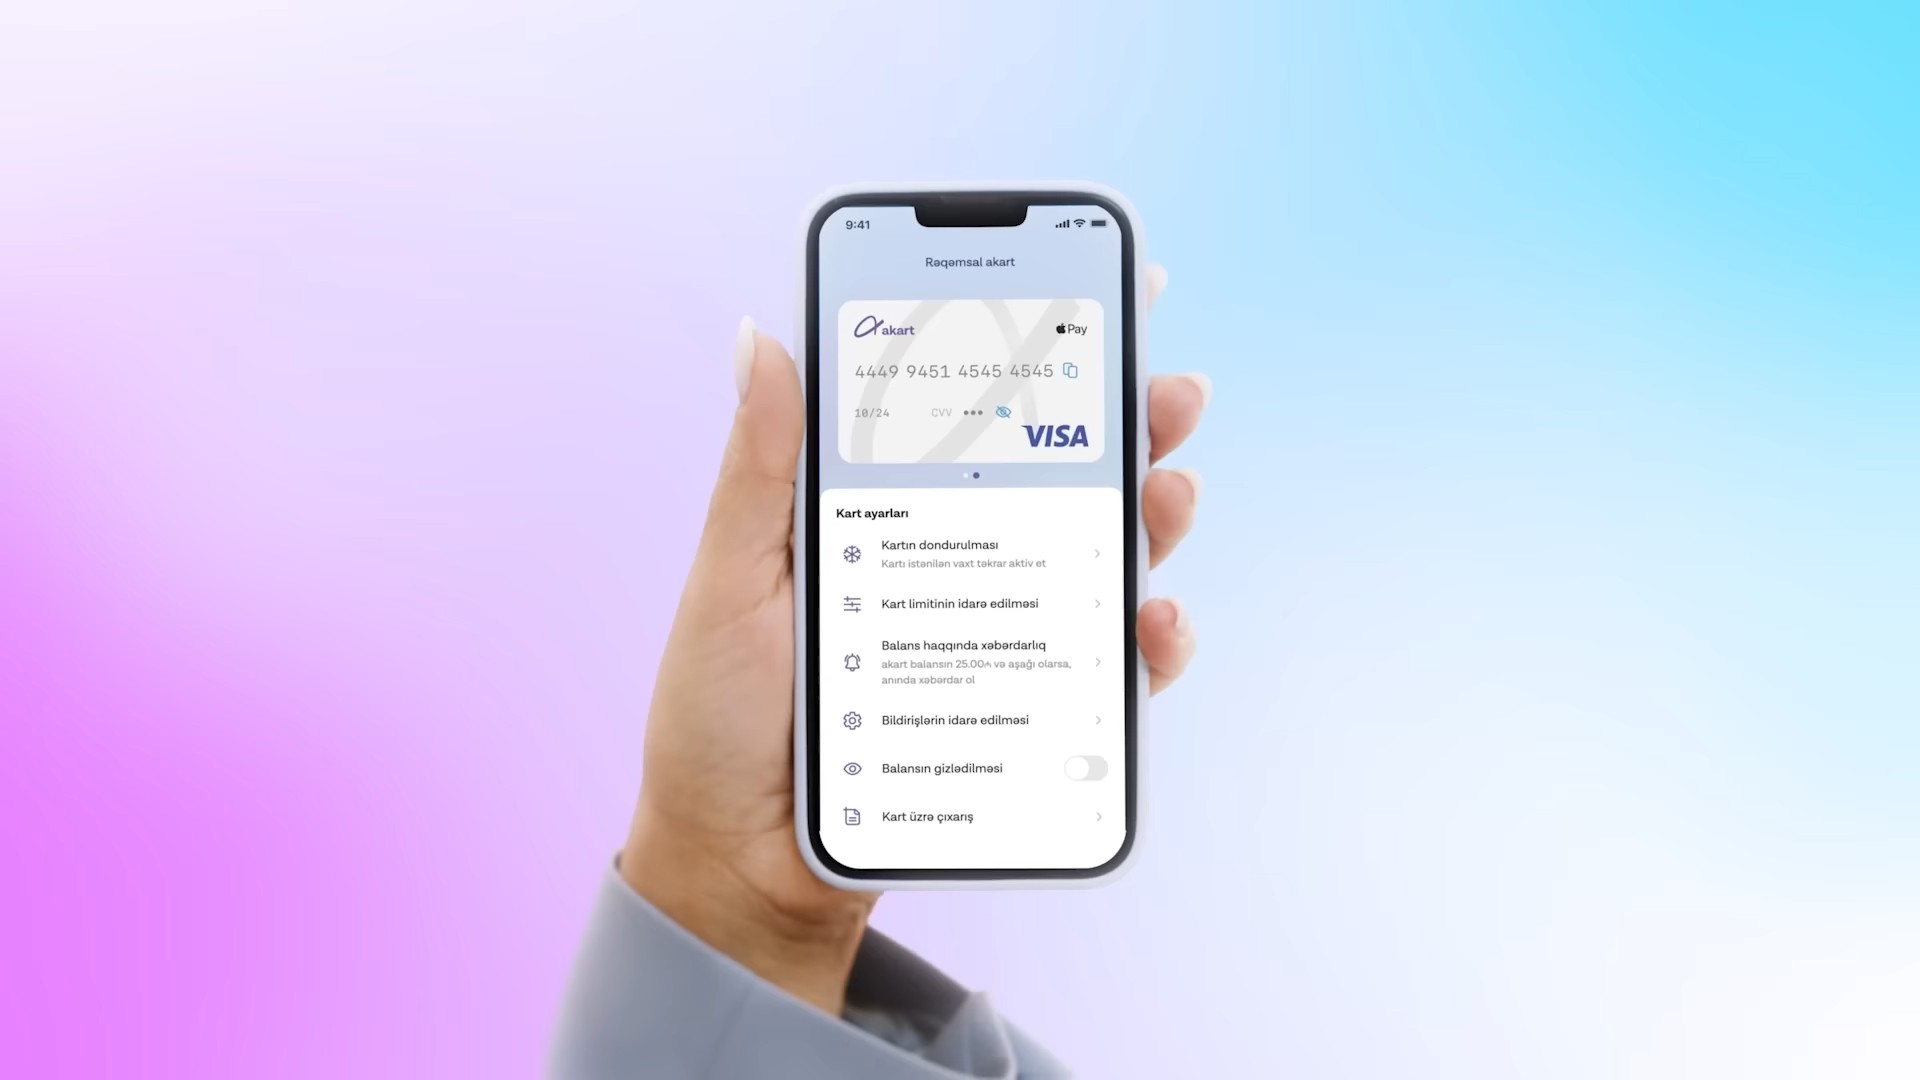 9:41
Rəqəmsal akart
akart
Pay
4449 9451 4545 4545
10/24 CVV •••
VISA
Kart ayarları
Kartın dondurulması
Kartı istənilən vaxt təkrar aktiv et
Kart limitinin idarə edilməsi
Balans haqqında xəbərdarlıq
akart balansın 25.00₼ və aşağı olarsa,
anında xəbərdar ol
Bildirişlərin idarə edilməsi
Balansın gizlədilməsi
Kart üzrə çıxarış